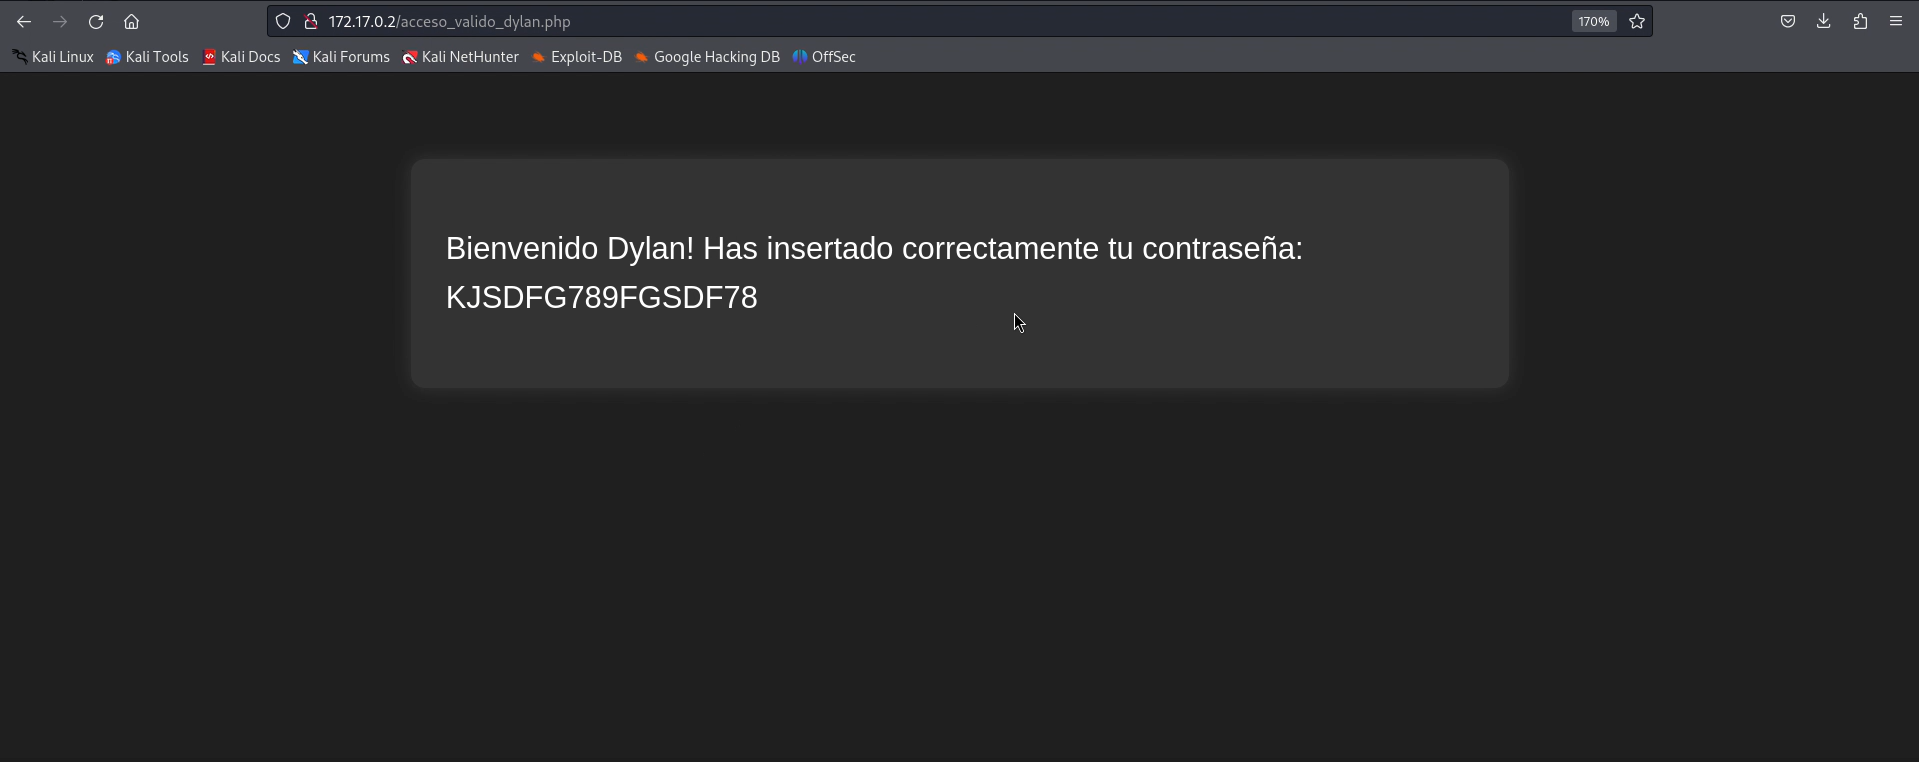 172.17.0.2/acceso_valido_dylan.php 170%
Kali Linux Kali Tools Kali Docs Kali Forums Kali NetHunter Exploit-DB Google Hacking DB OffSec
Bienvenido Dylan! Has insertado correctamente tu contraseña:
KJSDFG789FGSDF78